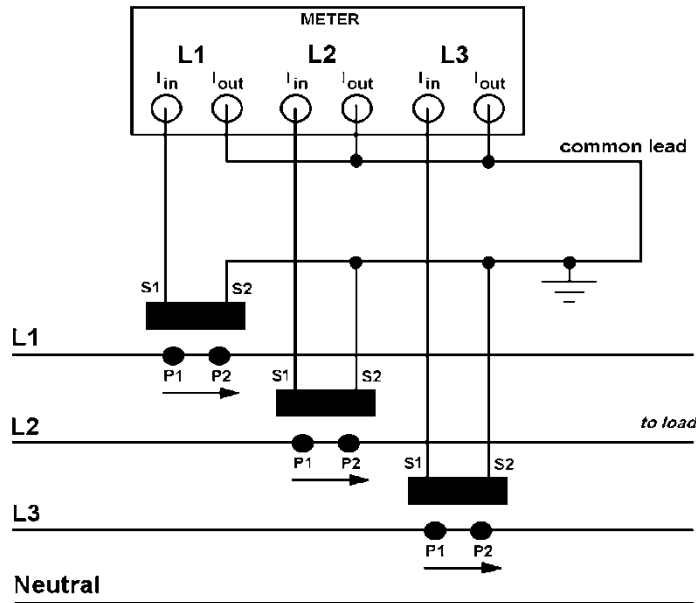 METER
L1 L2 L3
Iin Iout Iin Iout Iin Iout
common lead
S1 S2
L1
P1 P2
S1 S2
L2
to load
P1 P2
S1 S2
L3
P1 P2
Neutral